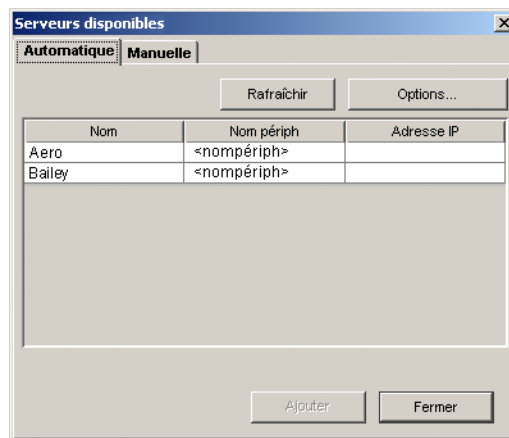 Serveurs disponibles
Automatique Manuelle
Rafraîchir Options...
Nom Nom périph Adresse IP
Aero <nompériph>
Bailey <nompériph>
Ajouter Fermer